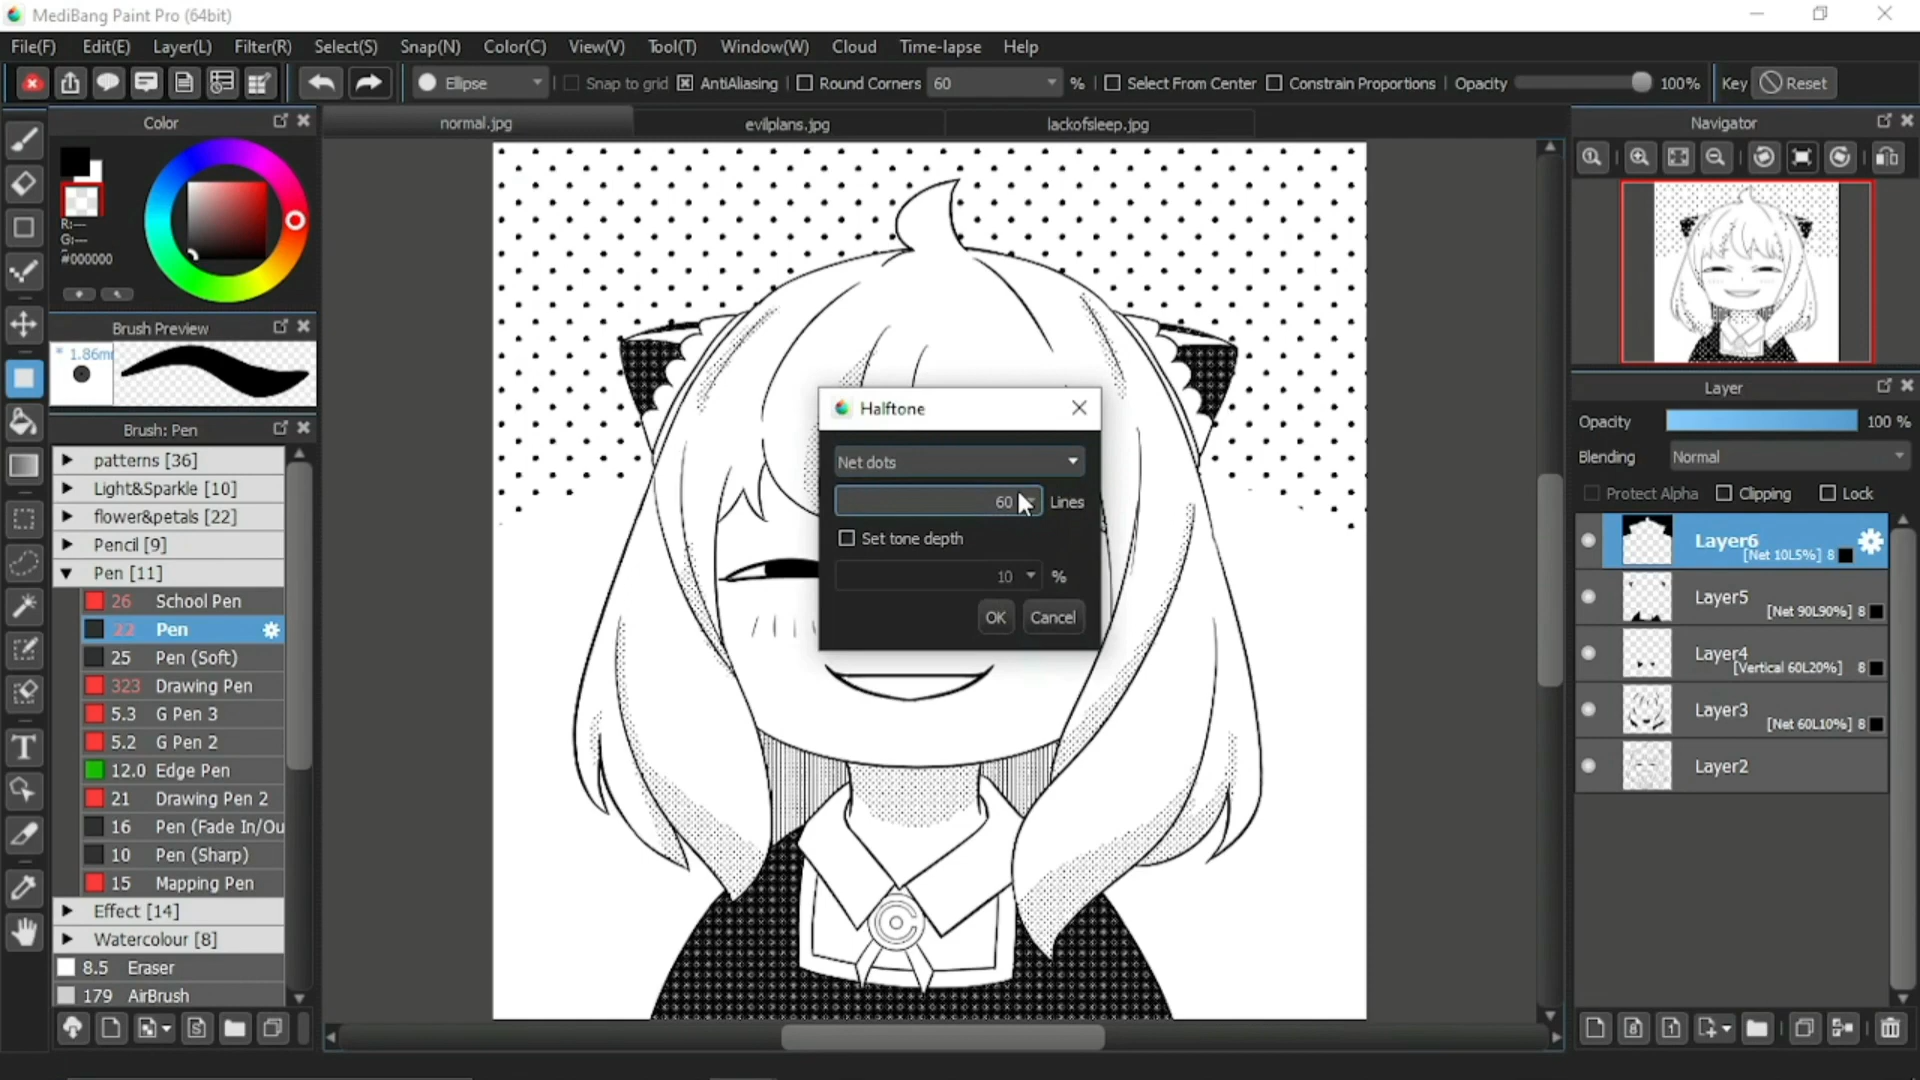 MediBang Paint Pro (64bit)
File(F) Edit(E) Layer(L) Filter(R) Select(S) Snap(N) Color(C) View(V) Tool(T) Window(W) Cloud Time-lapse Help
Ellipse Snap to grid AntiAliasing Round Corners 60 % Select From Center Constrain Proportions Opacity 100% Key Reset
Color
R:---
G:---
#000000
Brush Preview
* 1.86m
Brush: Pen
patterns [36]
Light&Sparkle [10]
flower&petals [22]
Pencil [9]
Pen [11]
26 School Pen
22 Pen
25 Pen (Soft)
323 Drawing Pen
5.3 G Pen 3
5.2 G Pen 2
12.0 Edge Pen
21 Drawing Pen 2
16 Pen (Fade In/Ou
10 Pen (Sharp)
15 Mapping Pen
Effect [14]
Watercolour [8]
8.5 Eraser
179 AirBrush
normal.jpg evilplans.jpg lackofsleep.jpg
Halftone
Net dots
60 Lines
Set tone depth
10 %
OK Cancel
Navigator
Layer
Opacity 100 %
Blending Normal
Protect Alpha Clipping Lock
Layer6
[Net 10L5%] 8
Layer5
[Net 90L90%] 8
Layer4
[Vertical 60L20%] 8
Layer3
[Net 60L10%] 8
Layer2